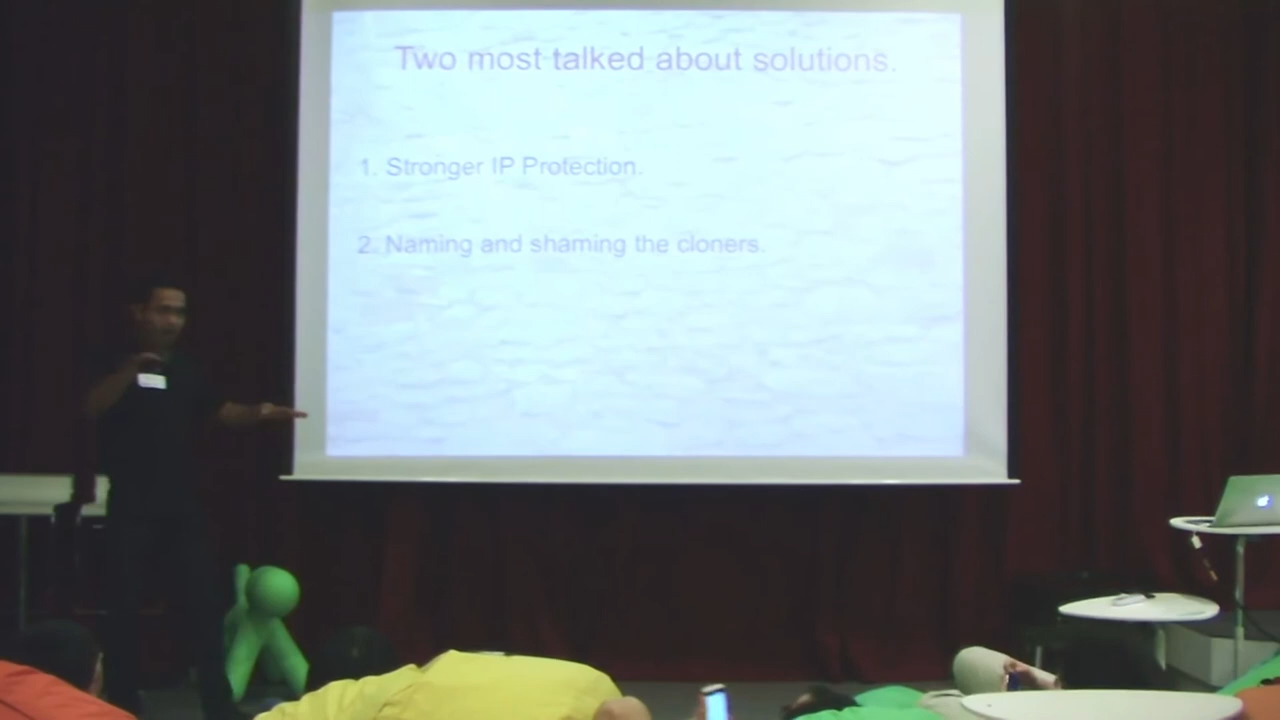 Two most talked about solutions.
1. Stronger IP Protection.
2. Naming and shaming the cloners.